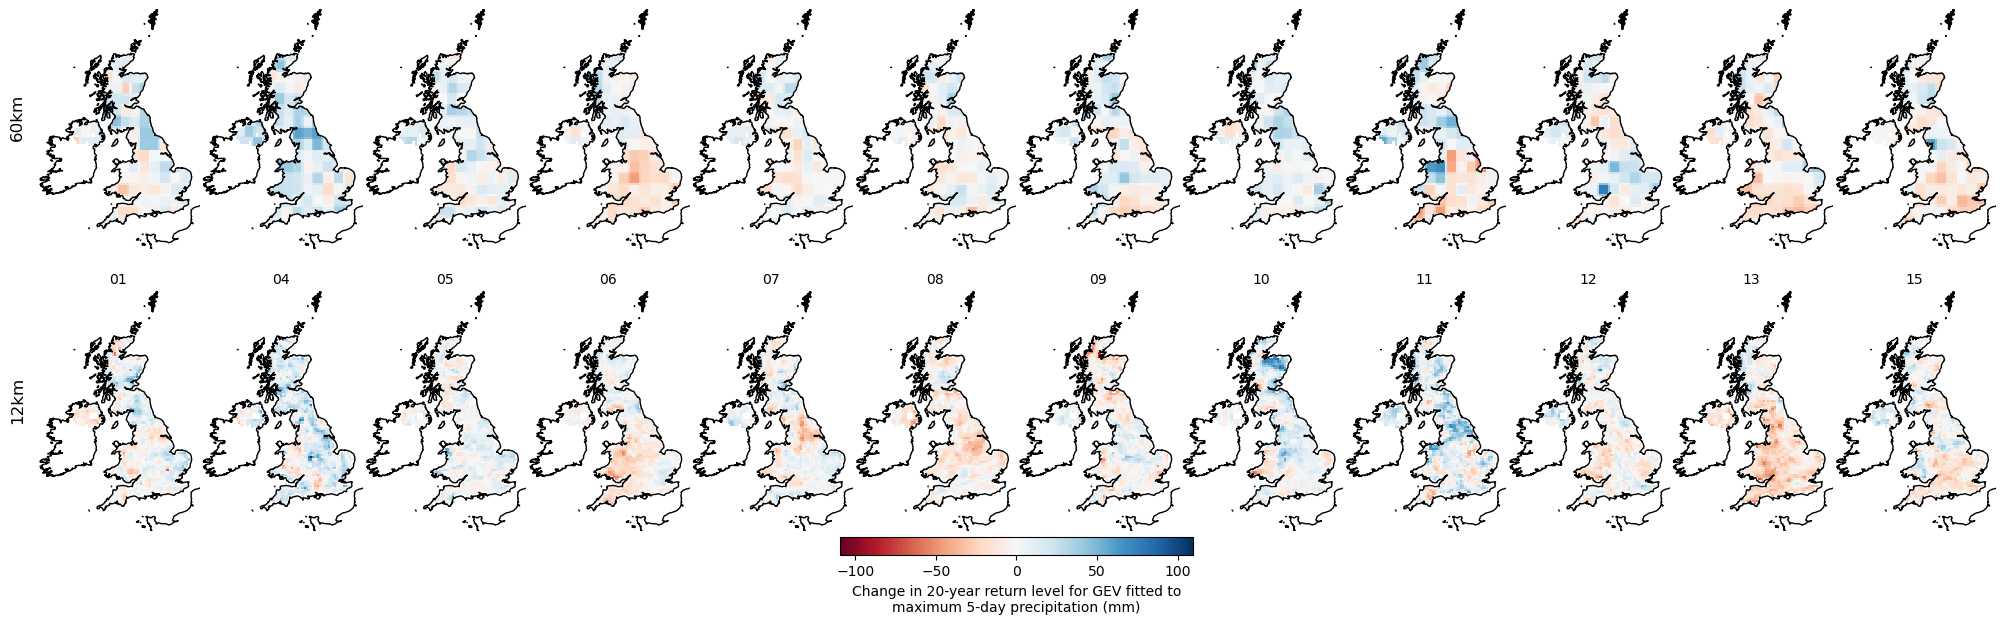 60km
01 04 05 06 07 08 09 10 11 12 13 15
12km
−100 −50 0 50 100
Change in 20-year return level for GEV fitted to
maximum 5-day precipitation (mm)